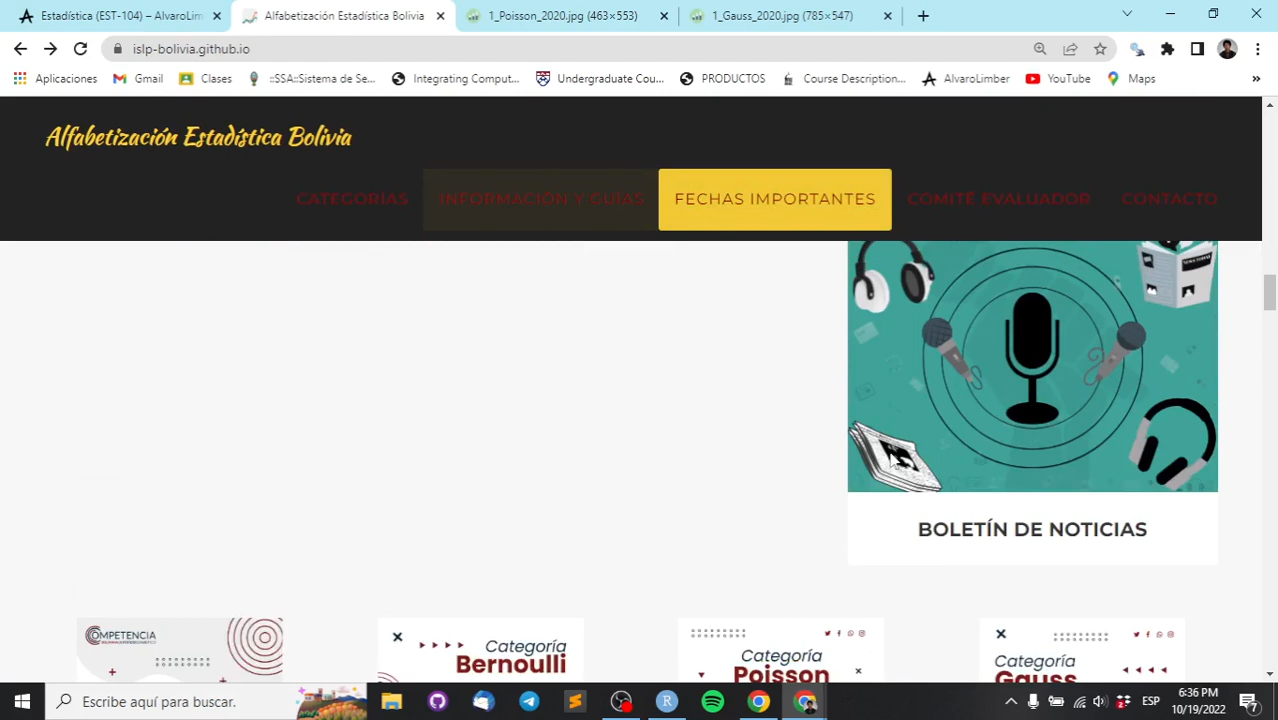 Estadística (EST-104) – AlvaroLim
Alfabetización Estadística Bolivia
1_Poisson_2020.jpg (463×553)
1_Gauss_2020.jpg (785×547)
islp-bolivia.github.io
Aplicaciones
Gmail
Clases
::SSA::Sistema de Se...
Integrating Comput...
Undergraduate Cou...
PRODUCTOS
Course Description...
AlvaroLimber
YouTube
Maps
»
Alfabetización Estadística Bolivia
CATEGORIAS
INFORMACIÓN Y GUÍAS
FECHAS IMPORTANTES
COMITÉ EVALUADOR
CONTACTO
BOLETÍN DE NOTICIAS
COMPETENCIA
Categoría
Bernoulli
Categoría
Poisson
Categoría
Gauss
Escribe aquí para buscar.
ESP
6:36 PM
10/19/2022
7